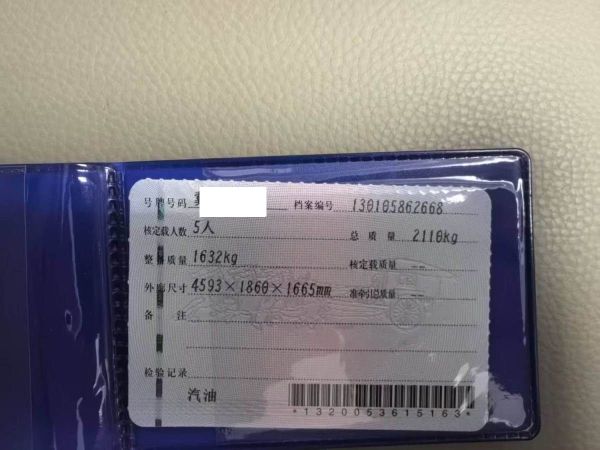 号牌号码 档案编号 130105862668
核定载人数 5人 总质量 2110kg
整备质量 1632kg 核定载质量 --
外廓尺寸 4593×1860×1665mm 准牵引总质量 --
备注
检验记录
汽油
*1320053615163*